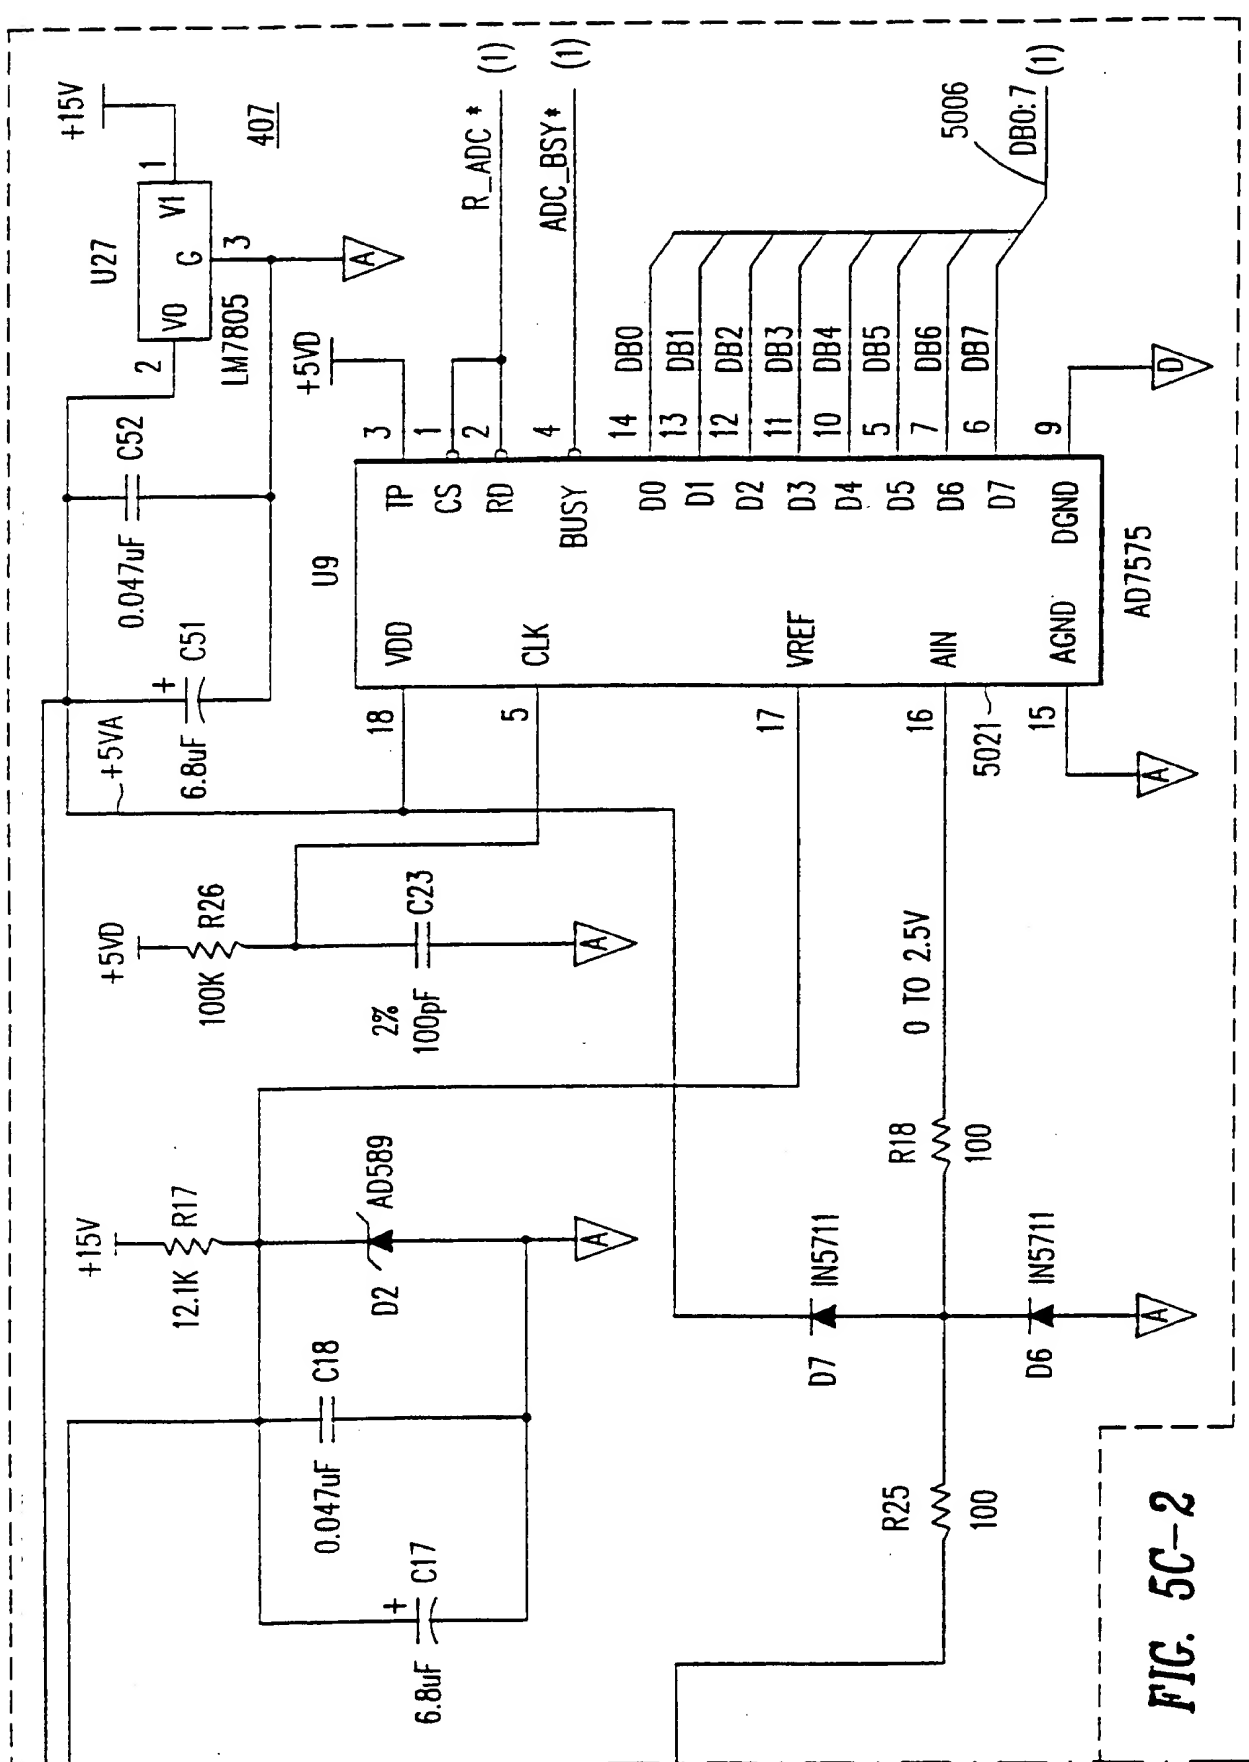 +15V
407
U27
1
VI
G
VO
3
2
LM7805
A
C52
0.047uF
+
C51
6.8uF
+5VA
R_ADC * (1)
ADC_BSY* (1)
5006
DB0:7 (1)
+5VD
3
1
2
4
14
13
12
11
10
5
7
6
9
DB0
DB1
DB2
DB3
DB4
DB5
DB6
DB7
D
U9
TP
CS
RD
BUSY
D0
D1
D2
D3
D4
D5
D6
D7
DGND
VDD
CLK
VREF
AIN
AGND
AD7575
18
5
17
16
5021
15
A
+5VD
R26
100K
C23
2%
100pF
A
0 TO 2.5V
R18
100
+15V
R17
12.1K
AD589
D2
A
C18
0.047uF
+
C17
6.8uF
IN5711
D7
IN5711
D6
A
R25
100
FIG. 5C-2